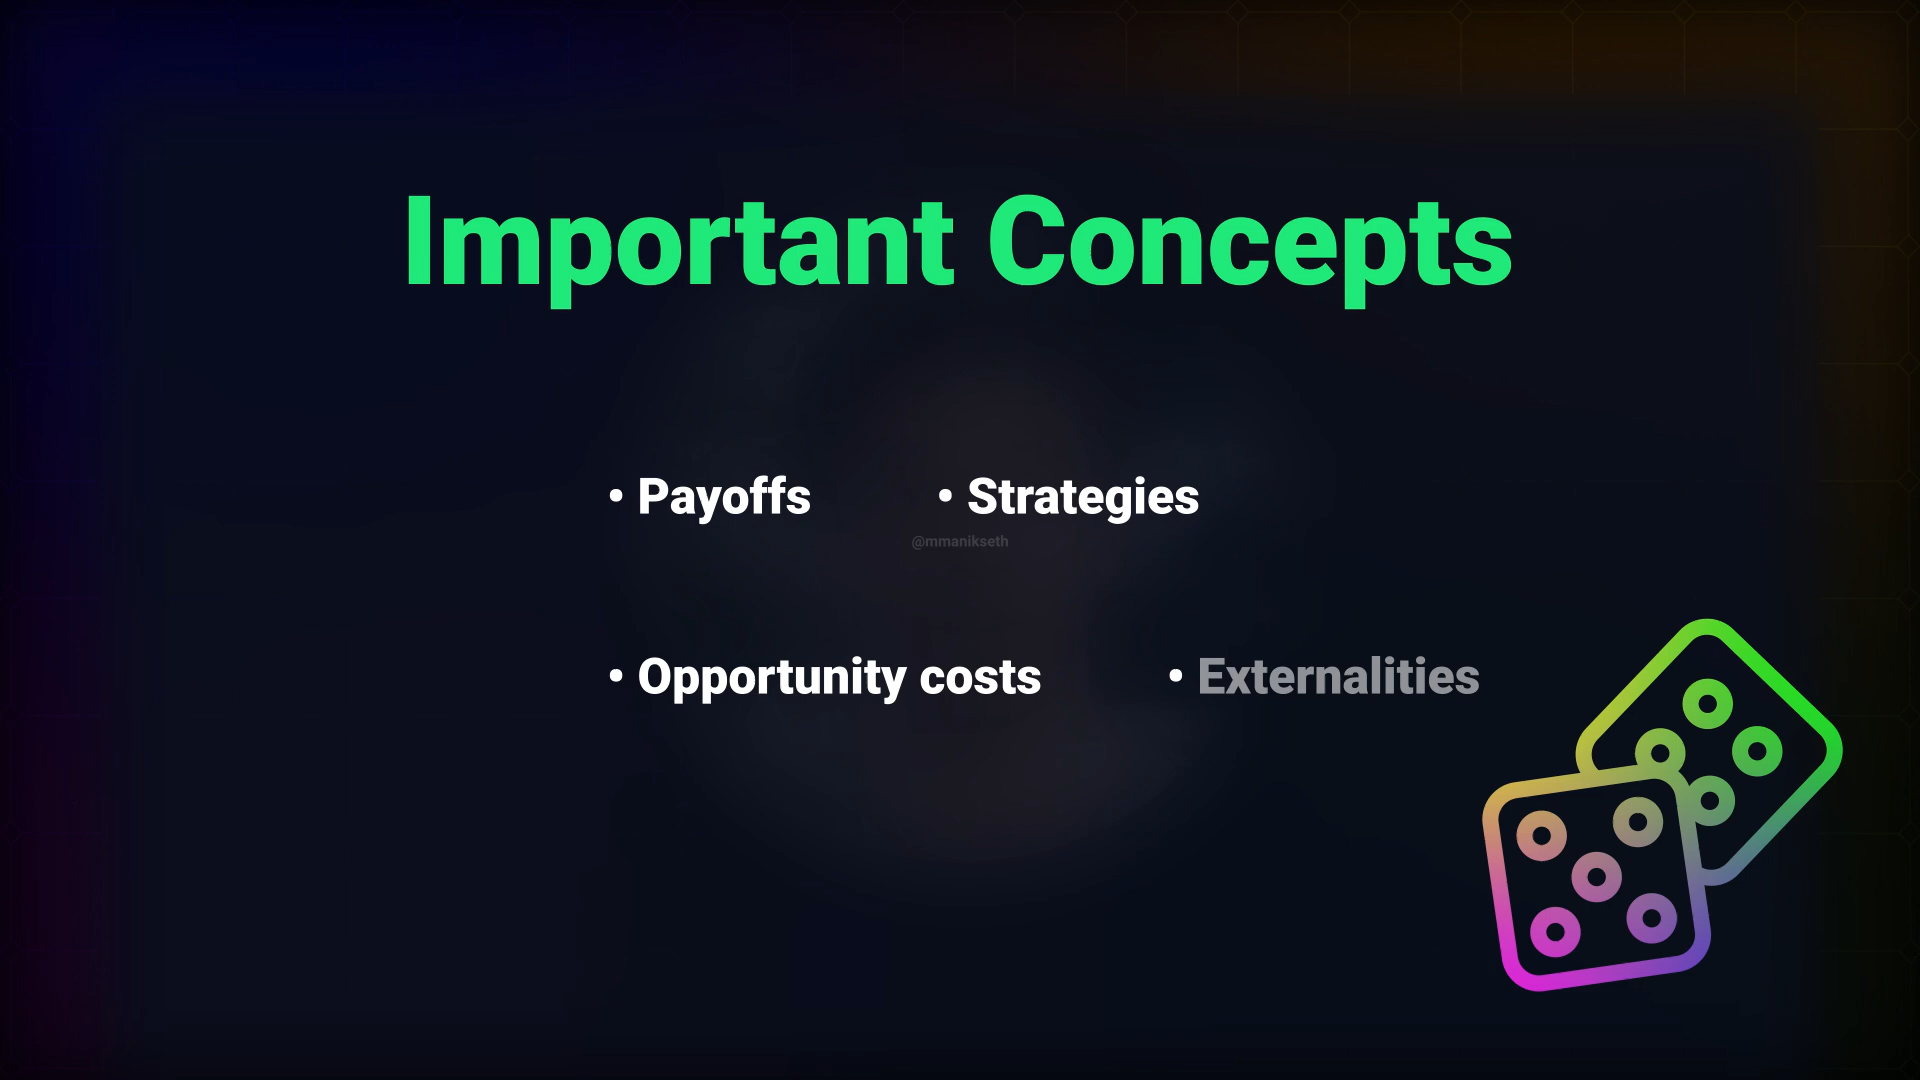 Important Concepts
• Payoffs • Strategies
@mmanikseth
• Opportunity costs • Externalities